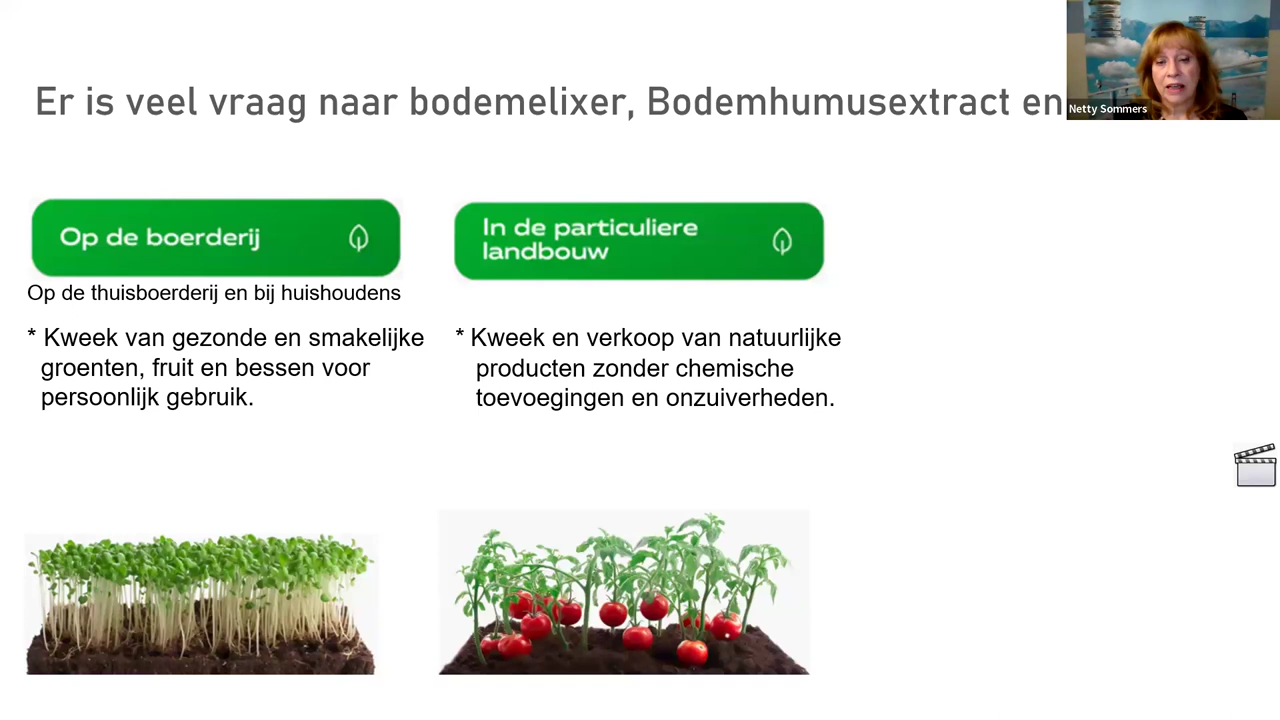 Er is veel vraag naar bodemelixer, Bodemhumusextract en
Netty Sommers
Op de boerderij
Op de thuisboerderij en bij huishoudens
* Kweek van gezonde en smakelijke
groenten, fruit en bessen voor
persoonlijk gebruik.
In de particuliere
landbouw
* Kweek en verkoop van natuurlijke
producten zonder chemische
toevoegingen en onzuiverheden.